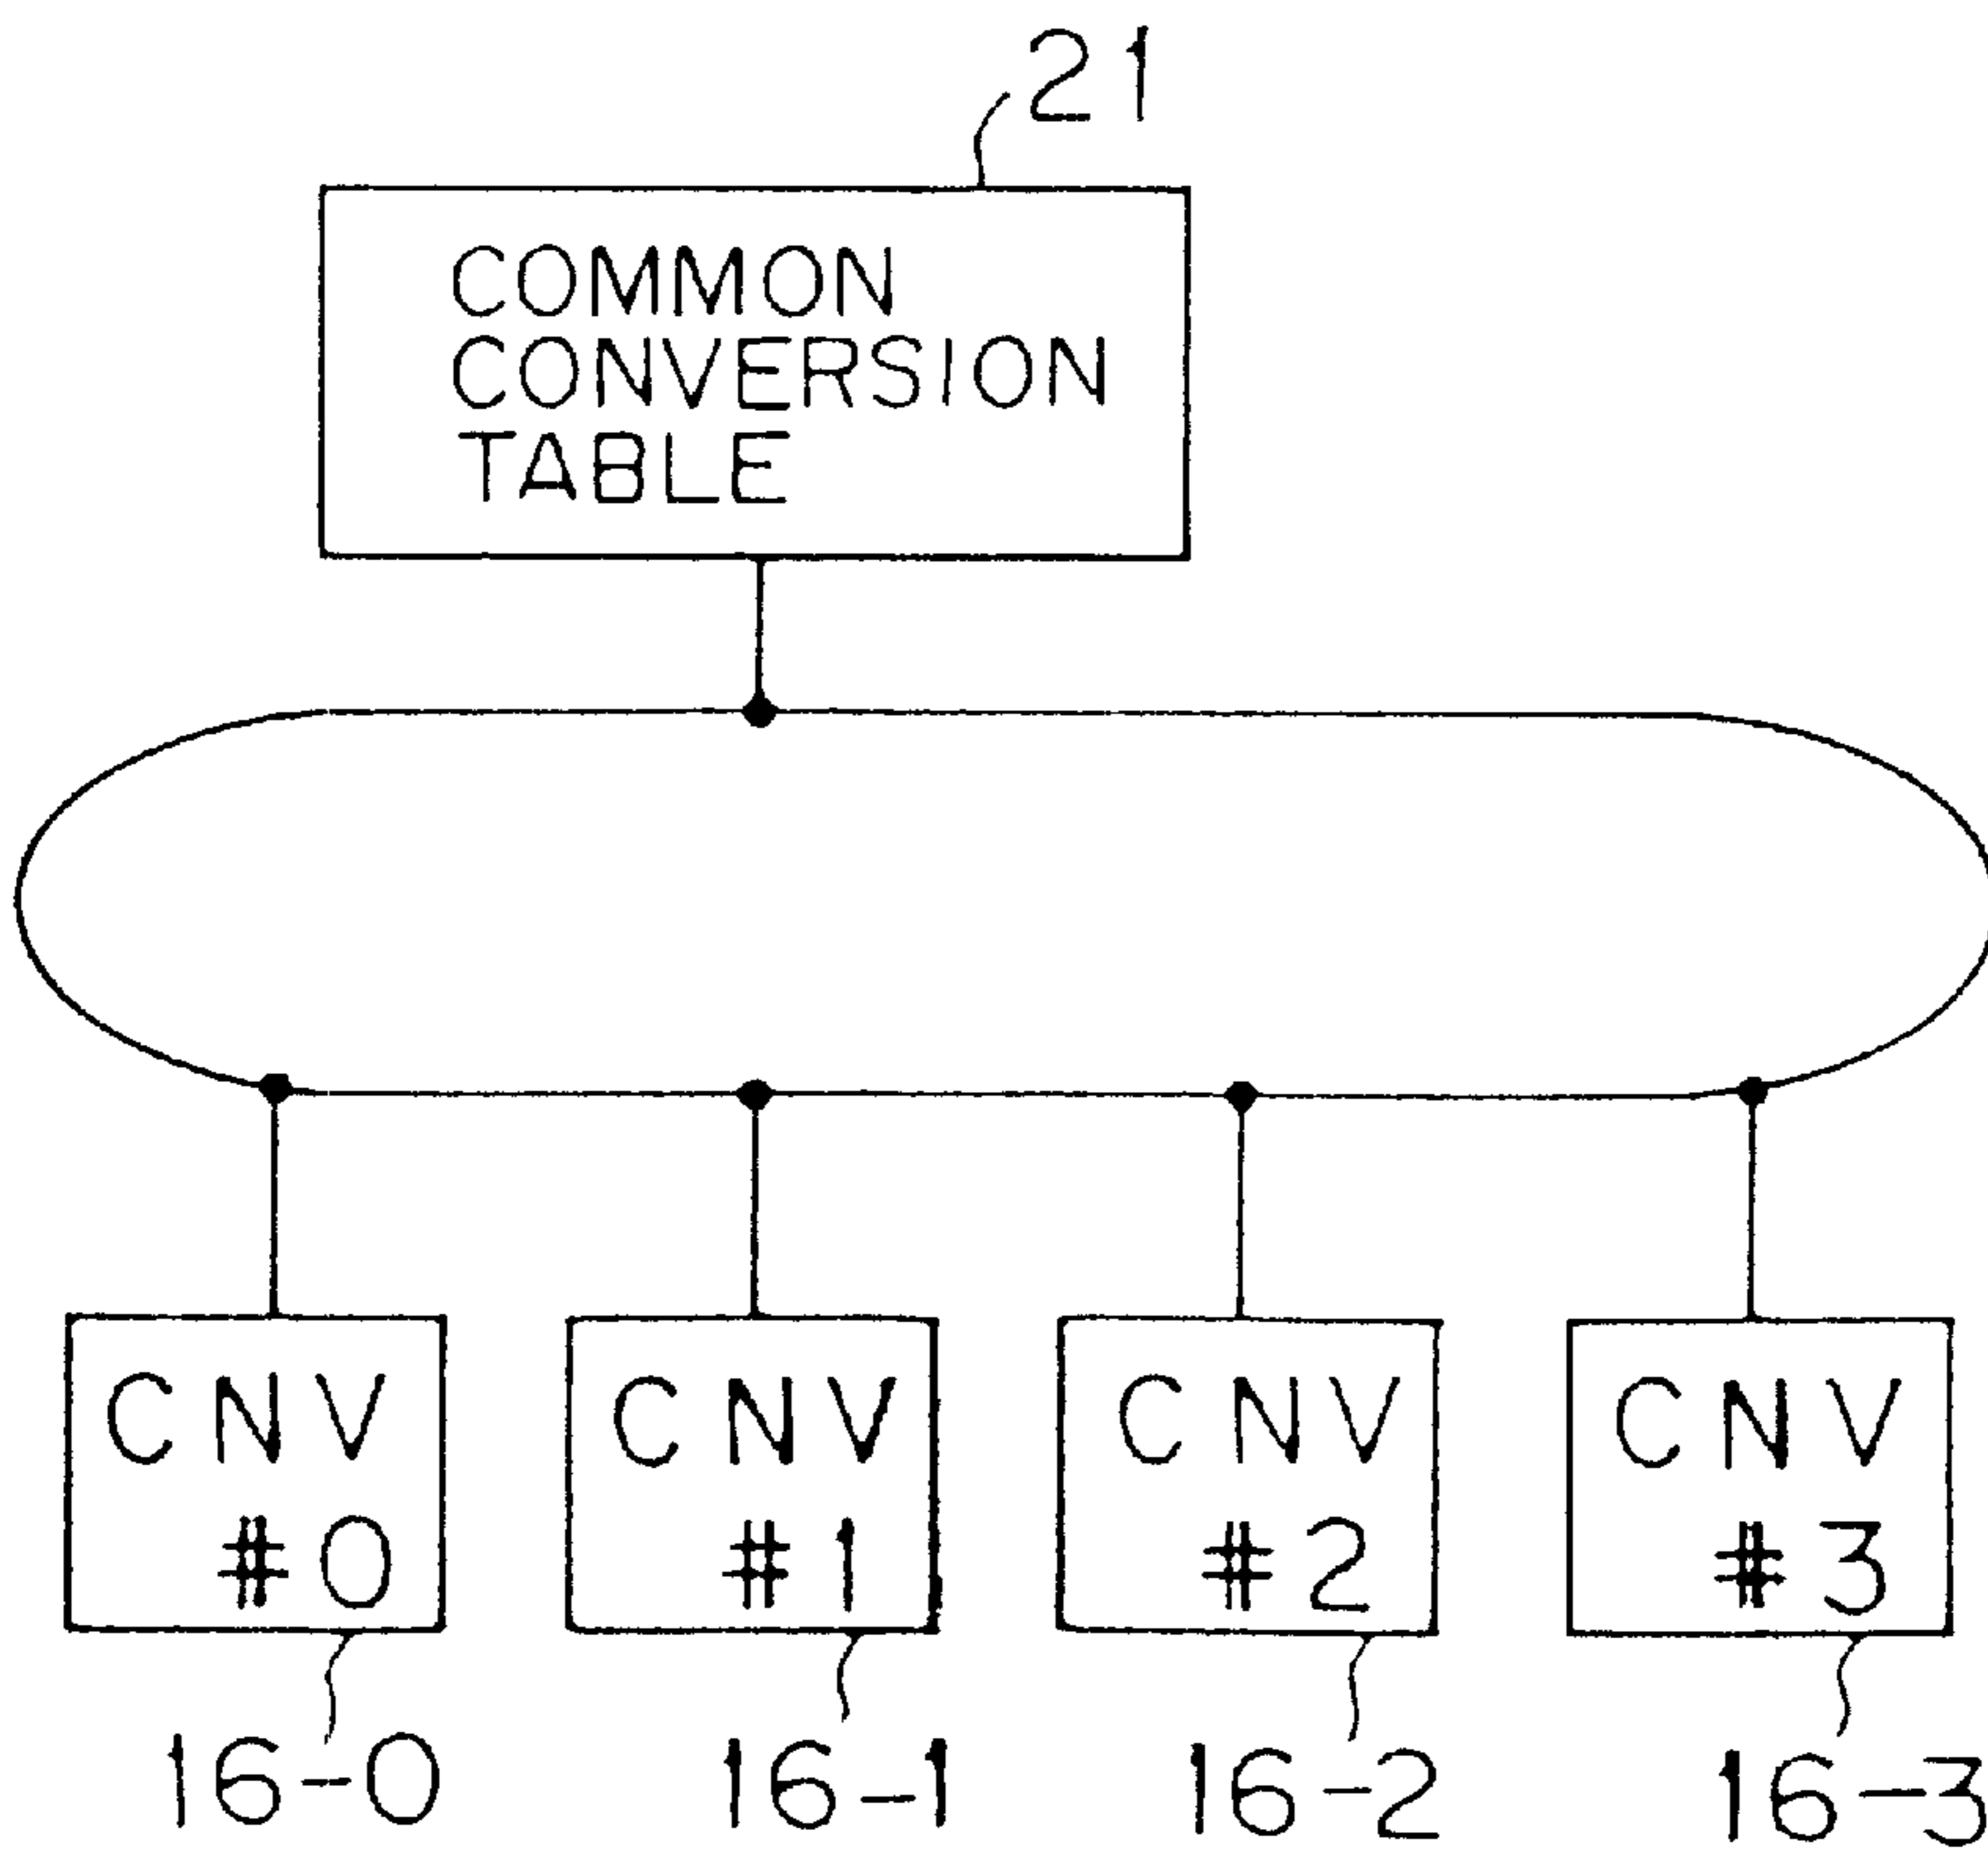 21
COMMON
CONVERSION
TABLE
CNV
#0
CNV
#1
CNV
#2
CNV
#3
16-0
16-1
16-2
16-3